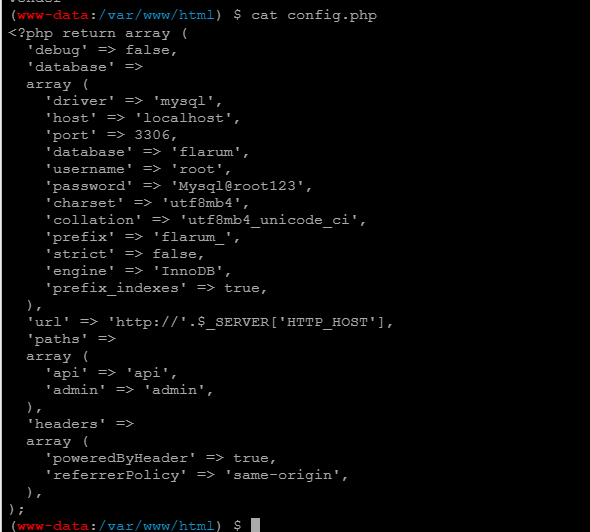 (www-data:/var/www/html) $ cat config.php
<?php return array (
  'debug' => false,
  'database' =>
  array (
    'driver' => 'mysql',
    'host' => 'localhost',
    'port' => 3306,
    'database' => 'flarum',
    'username' => 'root',
    'password' => 'Mysql@root123',
    'charset' => 'utf8mb4',
    'collation' => 'utf8mb4_unicode_ci',
    'prefix' => 'flarum_',
    'strict' => false,
    'engine' => 'InnoDB',
    'prefix_indexes' => true,
  ),
  'url' => 'http://'.$_SERVER['HTTP_HOST'],
  'paths' =>
  array (
    'api' => 'api',
    'admin' => 'admin',
  ),
  'headers' =>
  array (
    'poweredByHeader' => true,
    'referrerPolicy' => 'same-origin',
  ),
);
(www-data:/var/www/html) $